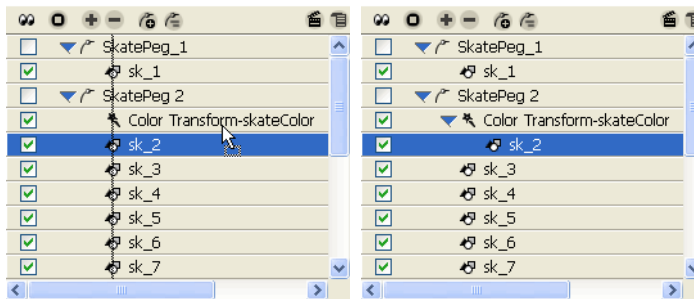 SkatePeg_1
sk_1
SkatePeg 2
Color Transform-skateColor
sk_2
sk_3
sk_4
sk_5
sk_6
sk_7
SkatePeg_1
sk_1
SkatePeg 2
Color Transform-skateColor
sk_2
sk_3
sk_4
sk_5
sk_6
sk_7